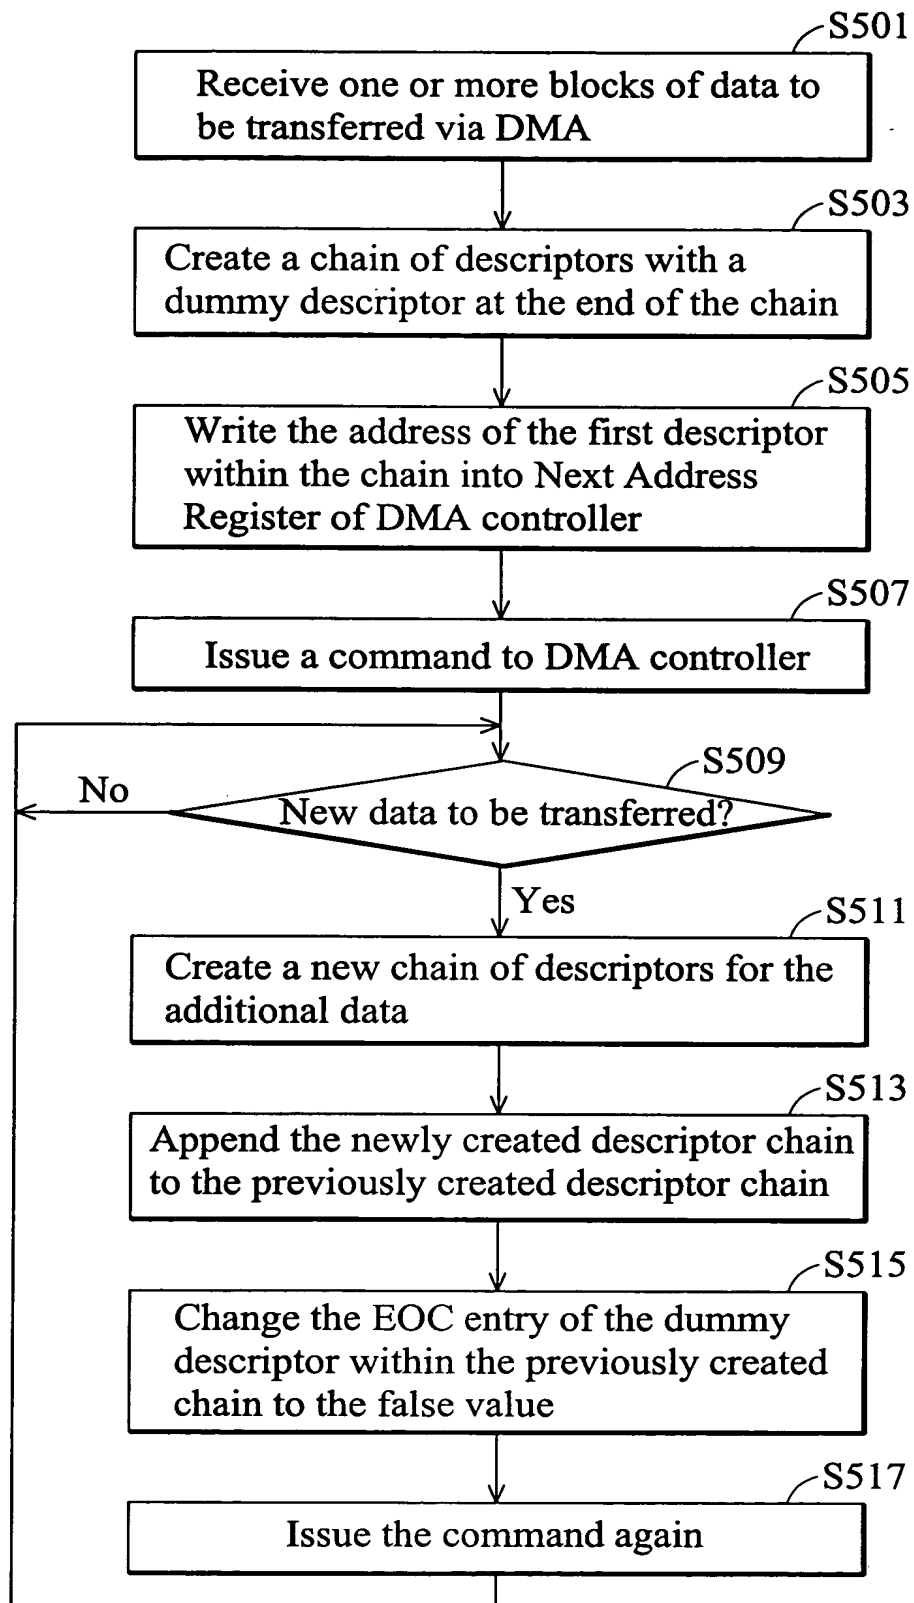 S501
Receive one or more blocks of data to
be transferred via DMA
S503
Create a chain of descriptors with a
dummy descriptor at the end of the chain
S505
Write the address of the first descriptor
within the chain into Next Address
Register of DMA controller
S507
Issue a command to DMA controller
S509
No
New data to be transferred?
Yes
S511
Create a new chain of descriptors for the
additional data
S513
Append the newly created descriptor chain
to the previously created descriptor chain
S515
Change the EOC entry of the dummy
descriptor within the previously created
chain to the false value
S517
Issue the command again